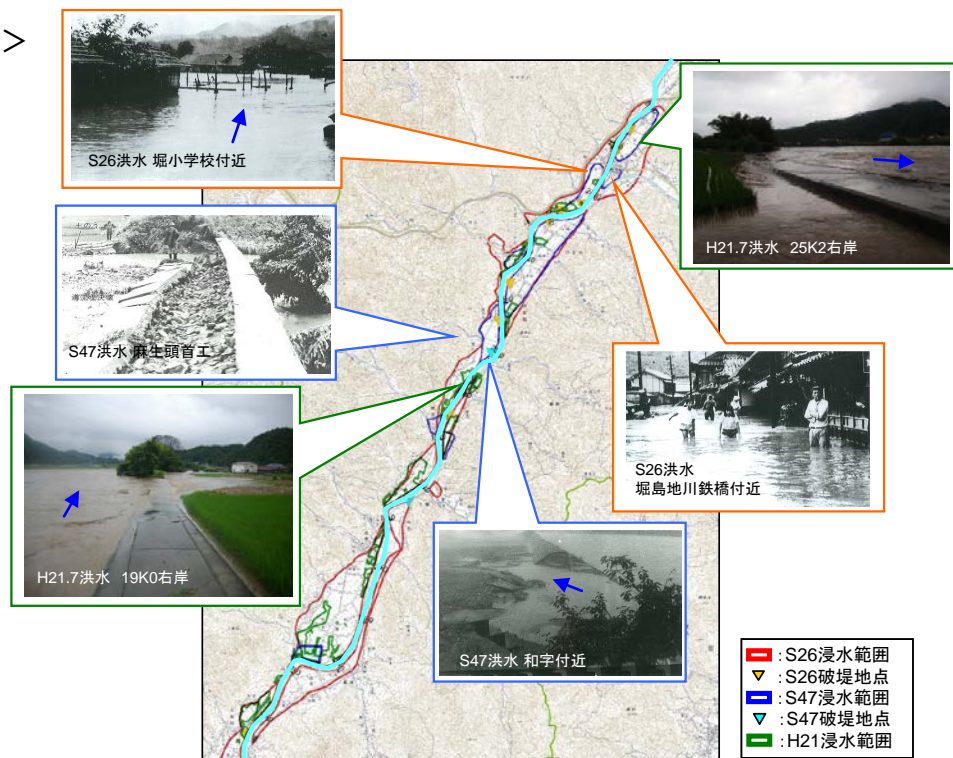 ＞
S26洪水 堀小学校付近
H21.7洪水 25K2右岸
S47洪水 麻生頭首工
S26洪水
堀島地川鉄橋付近
H21.7洪水 19K0右岸
S47洪水 和字付近
:S26浸水範囲
:S26破堤地点
:S47浸水範囲
:S47破堤地点
:H21浸水範囲